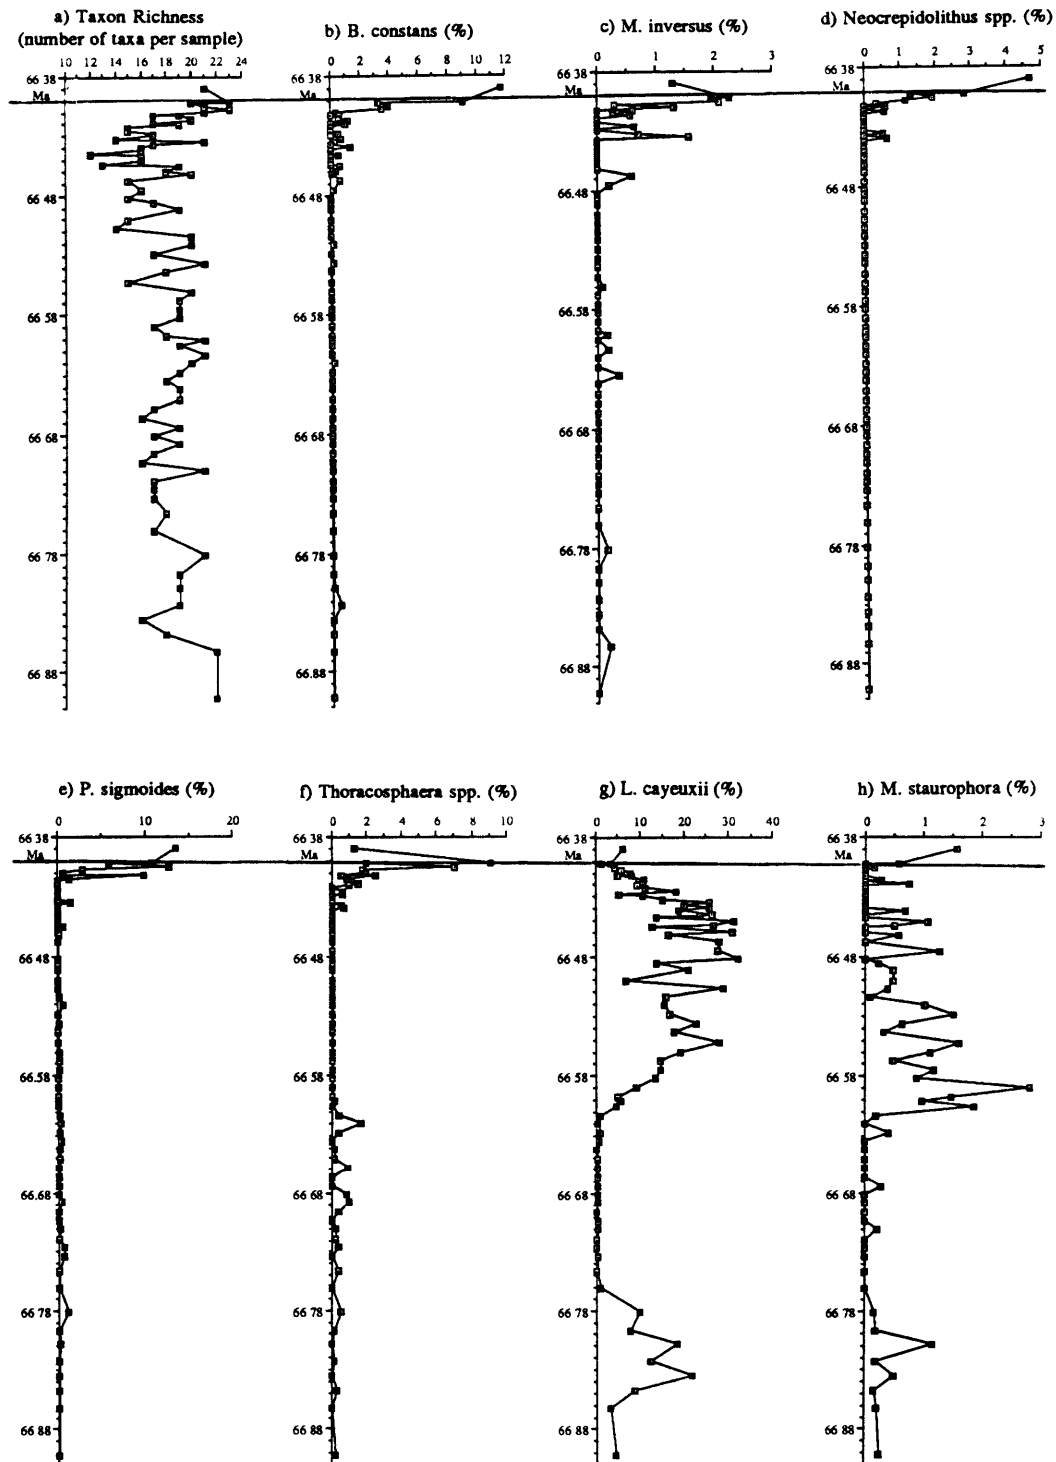 a) Taxon Richness
(number of taxa per sample)
10 12 14 16 18 20 22 24
66 38
Ma
66 48
66 58
66 68
66 78
66 88
b) B. constans (%)
0 2 4 6 8 10 12
66 38
Ma
66 48
66 58
66 68
66 78
66 88
c) M. inversus (%)
0 1 2 3
66 38
Ma
66 48
66 58
66 68
66 78
66 88
d) Neocrepidolithus spp. (%)
0 1 2 3 4 5
66 38
Ma
66 48
66 58
66 68
66 78
66 88
e) P. sigmoides (%)
0 10 20
66 38
Ma
66 48
66 58
66 68
66 78
66 88
f) Thoracosphaera spp. (%)
0 2 4 6 8 10
66 38
Ma
66 48
66 58
66 68
66 78
66 88
g) L. cayeuxii (%)
0 10 20 30 40
66 38
Ma
66 48
66 58
66 68
66 78
66 88
h) M. staurophora (%)
0 1 2 3
66 38
Ma
66 48
66 58
66 68
66 78
66 88